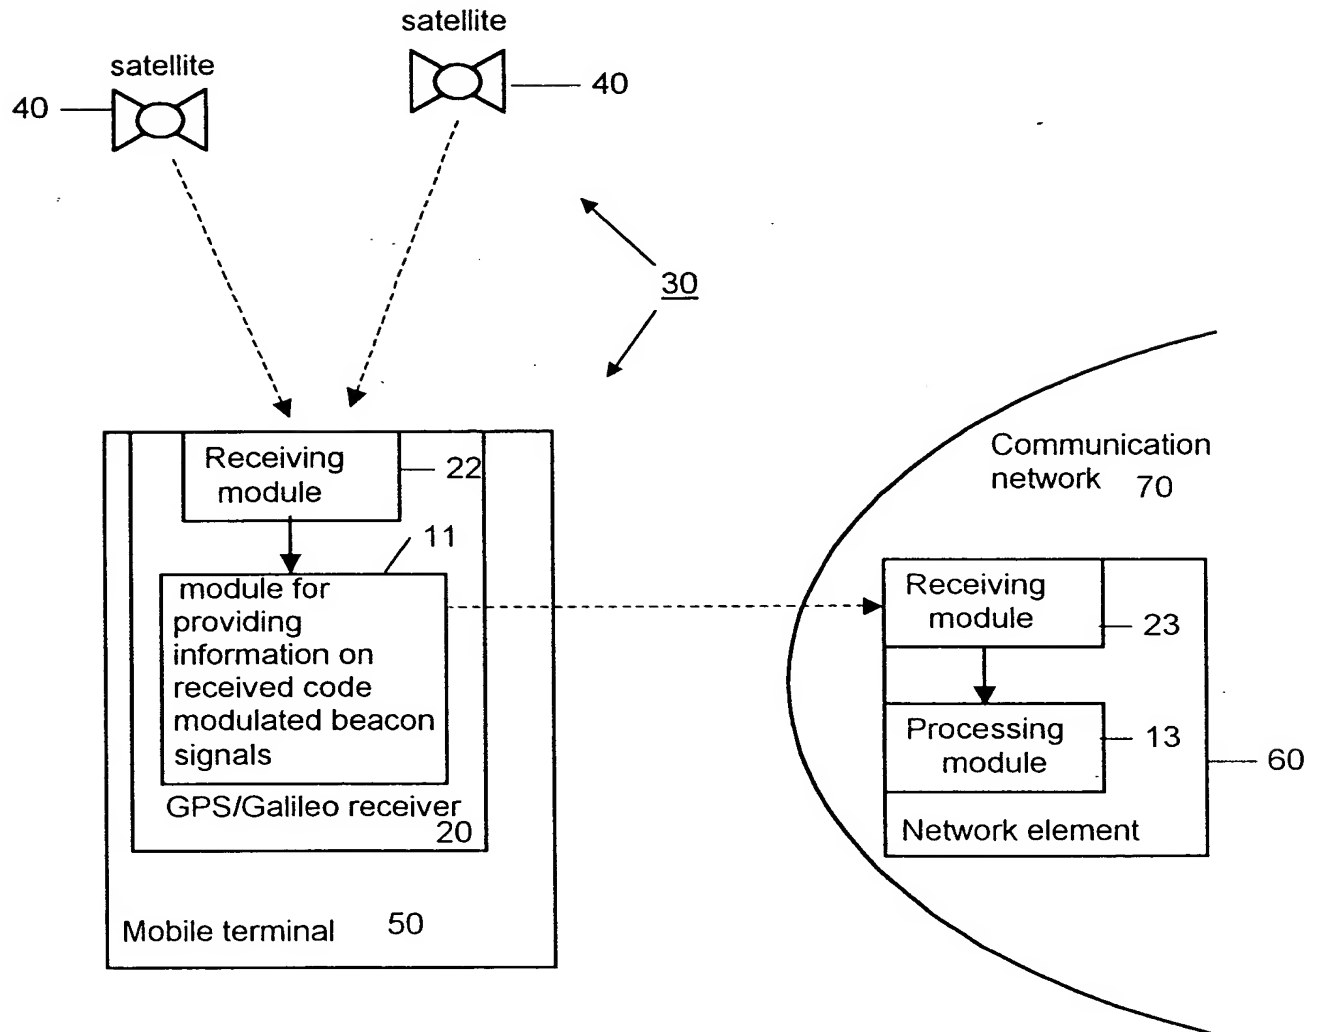 satellite
satellite
40
40
30
Receiving
module
22
11
module for
providing
information on
received code
modulated beacon
signals
GPS/Galileo receiver
20
Mobile terminal
50
Communication
network
70
Receiving
module
23
Processing
module
13
60
Network element